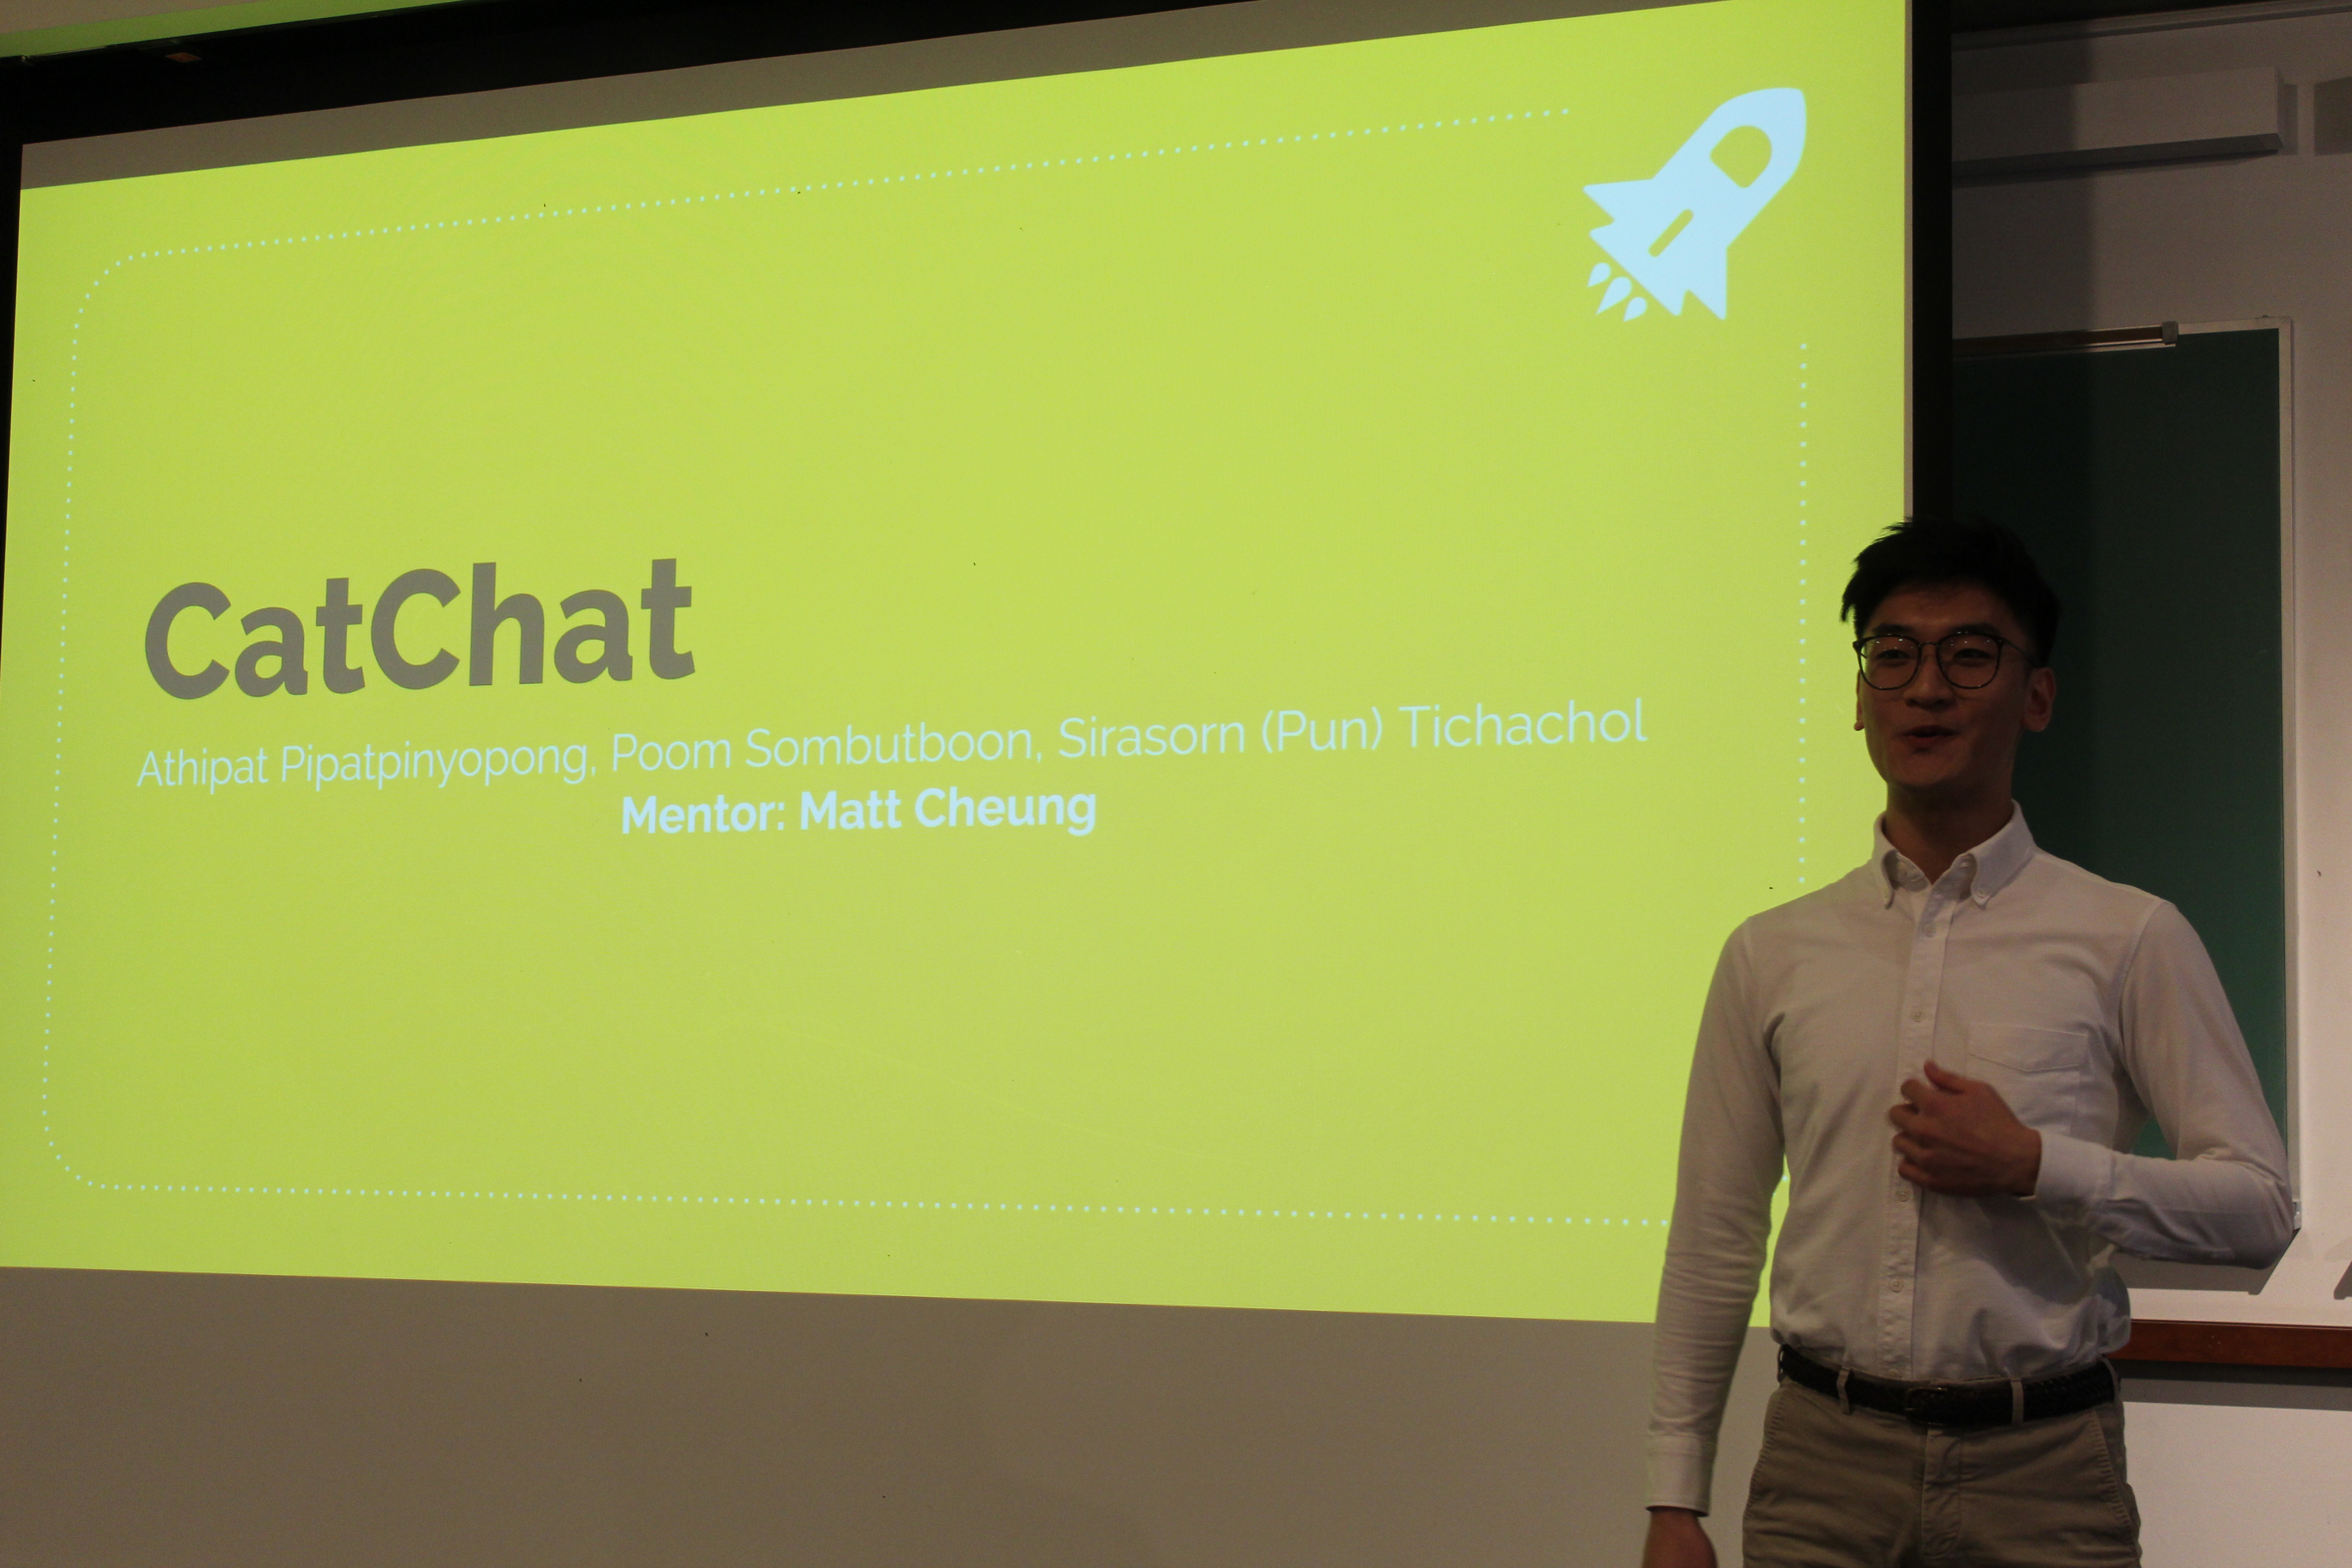 CatChat
Athipat Pipatpinyopong, Poom Sombutboon, Sirasorn (Pun) Tichachol
Mentor: Matt Cheung